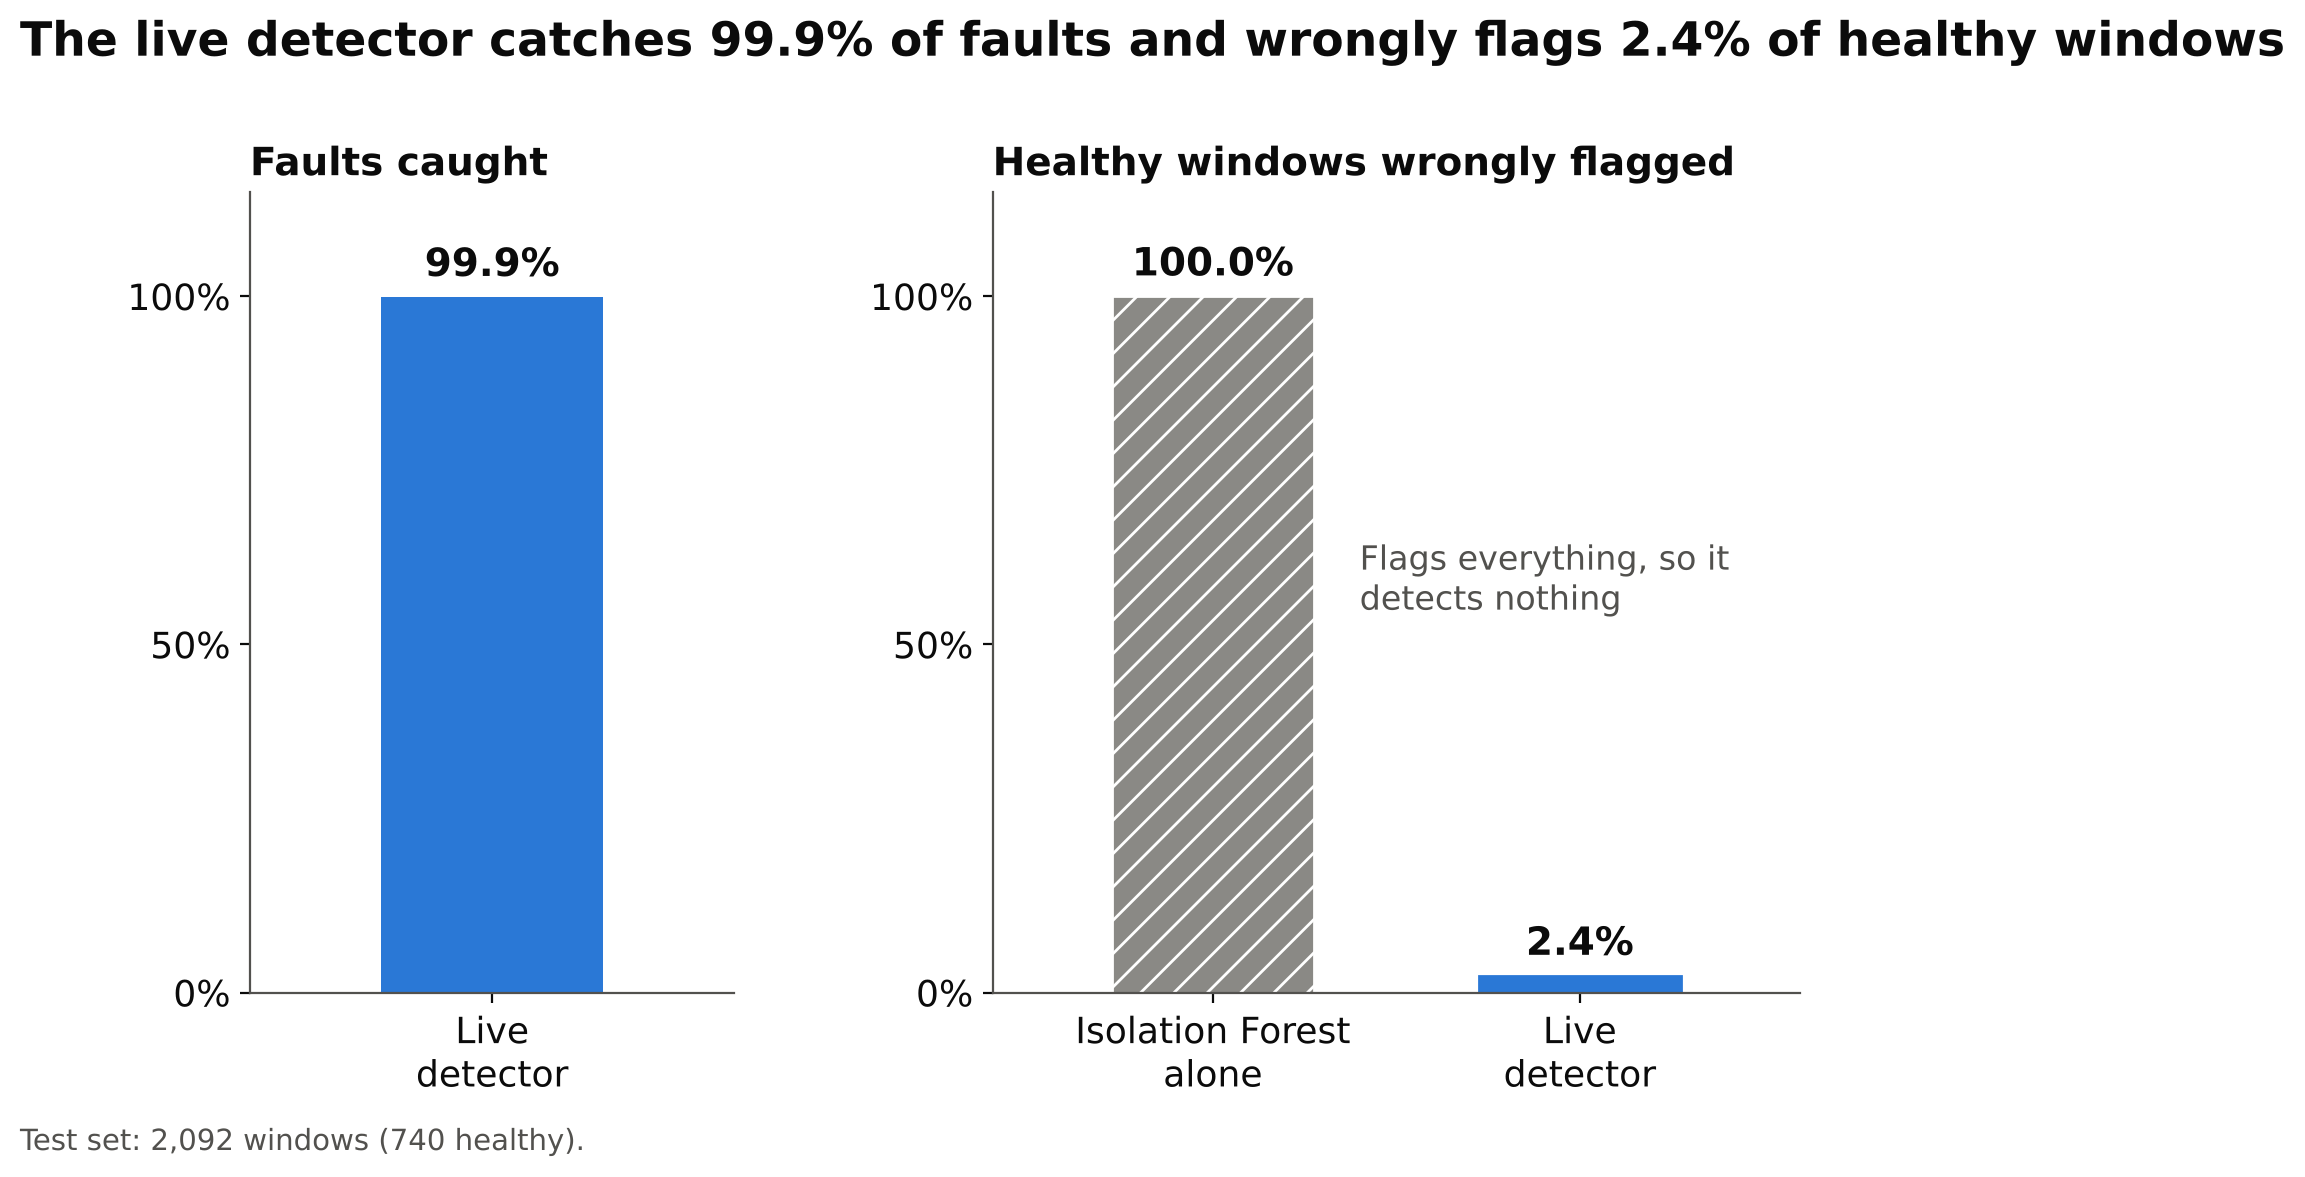 The live detector catches 99.9% of faults and wrongly flags 2.4% of healthy windows
Faults caught
99.9%
100%
50%
0%
Live
detector
Healthy windows wrongly flagged
100.0%
100%
50%
0%
Flags everything, so it
detects nothing
2.4%
Isolation Forest
alone
Live
detector
Test set: 2,092 windows (740 healthy).